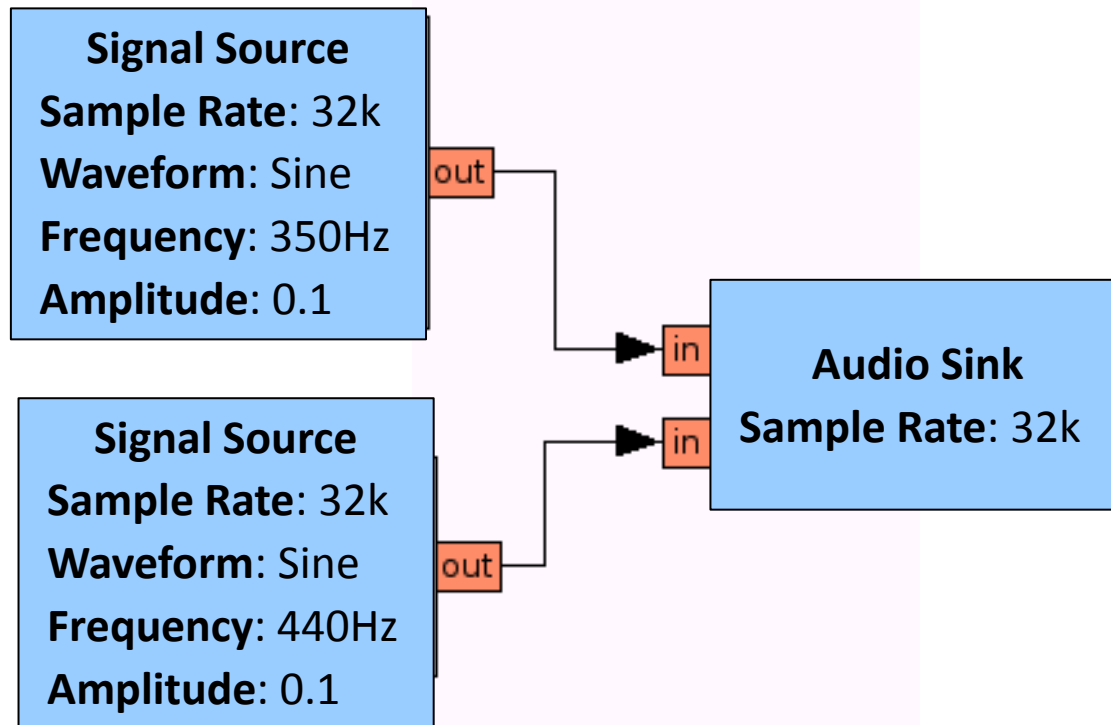 Signal Source
Sample Rate: 32k
Waveform: Sine
Frequency: 350Hz
Amplitude: 0.1
out
in
Audio Sink
Sample Rate: 32k
in
Signal Source
Sample Rate: 32k
Waveform: Sine
Frequency: 440Hz
Amplitude: 0.1
out